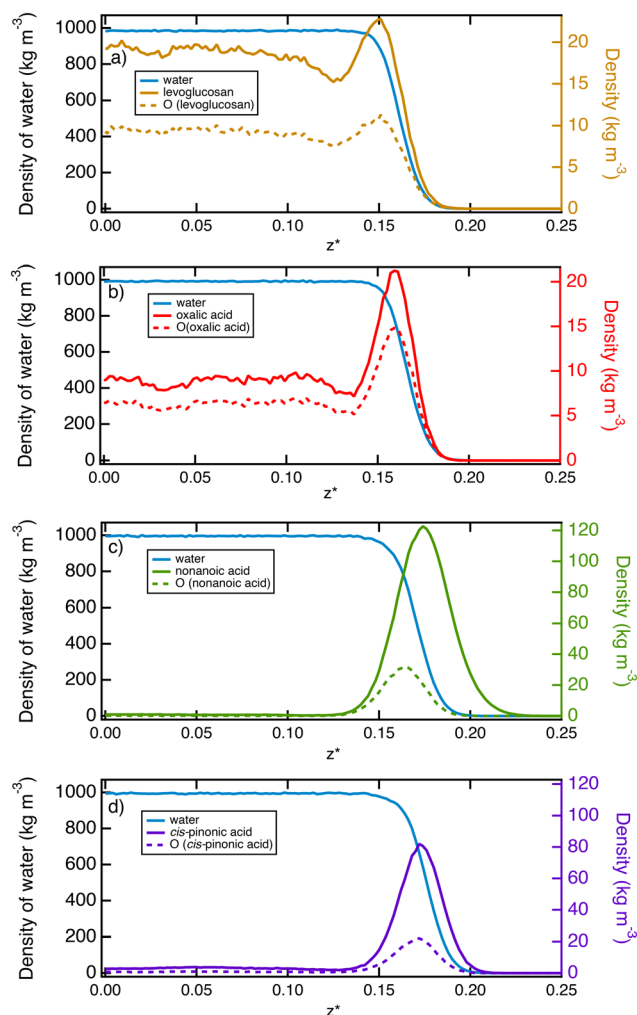 1000
800
600
400
200
0
Density of water (kg m-3)
a)
water
levoglucosan
O (levoglucosan)
20
15
10
5
0
Density (kg m-3)
0.00 0.05 0.10 0.15 0.20 0.25
z*
1000
800
600
400
200
0
Density of water (kg m-3)
b)
water
oxalic acid
O(oxalic acid)
20
15
10
5
0
Density (kg m-3)
0.00 0.05 0.10 0.15 0.20 0.25
z*
1000
800
600
400
200
0
Density of water (kg m-3)
c)
water
nonanoic acid
O (nonanoic acid)
120
100
80
60
40
20
0
Density (kg m-3)
0.00 0.05 0.10 0.15 0.20 0.25
z*
1000
800
600
400
200
0
Density of water (kg m-3)
d)
water
cis-pinonic acid
O (cis-pinonic acid)
120
100
80
60
40
20
0
Density (kg m-3)
0.00 0.05 0.10 0.15 0.20 0.25
z*